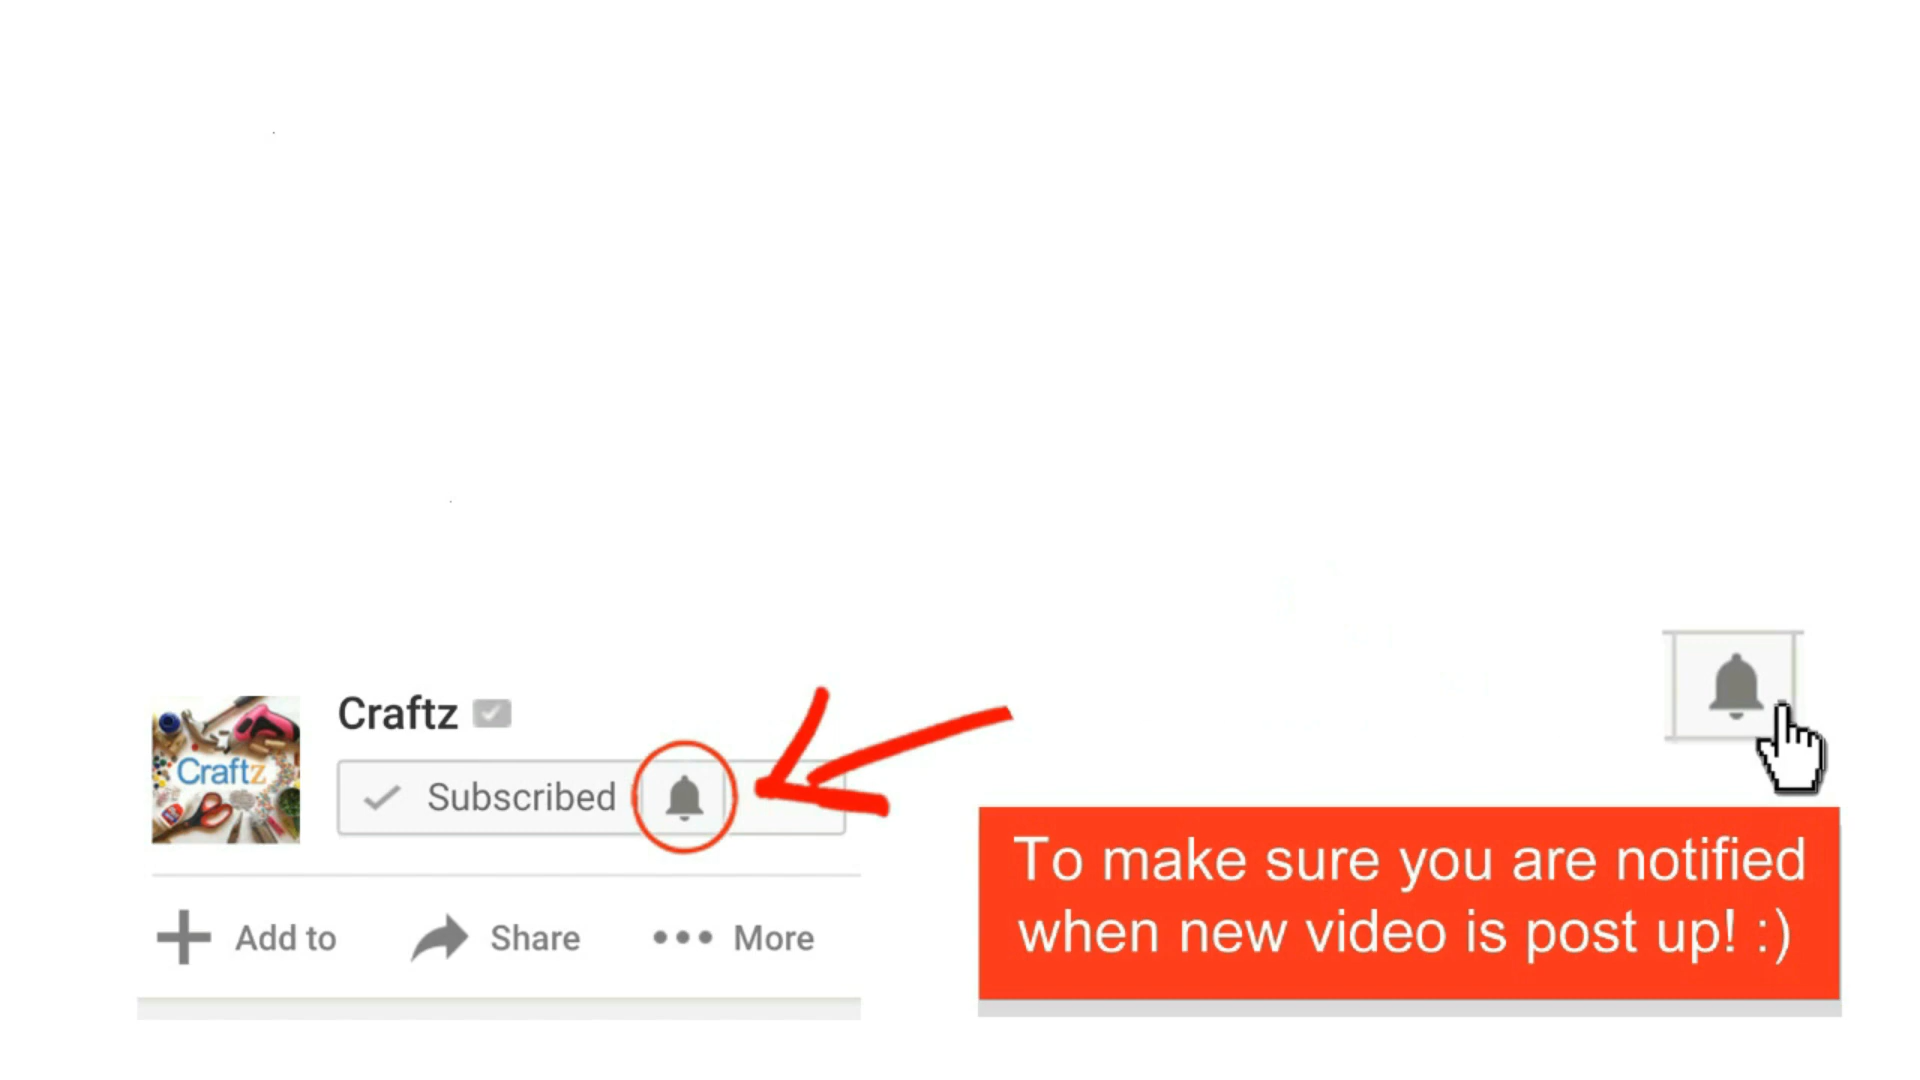 Craftz
Craftz
Subscribed
Add to
Share
More
To make sure you are notified
when new video is post up! :)